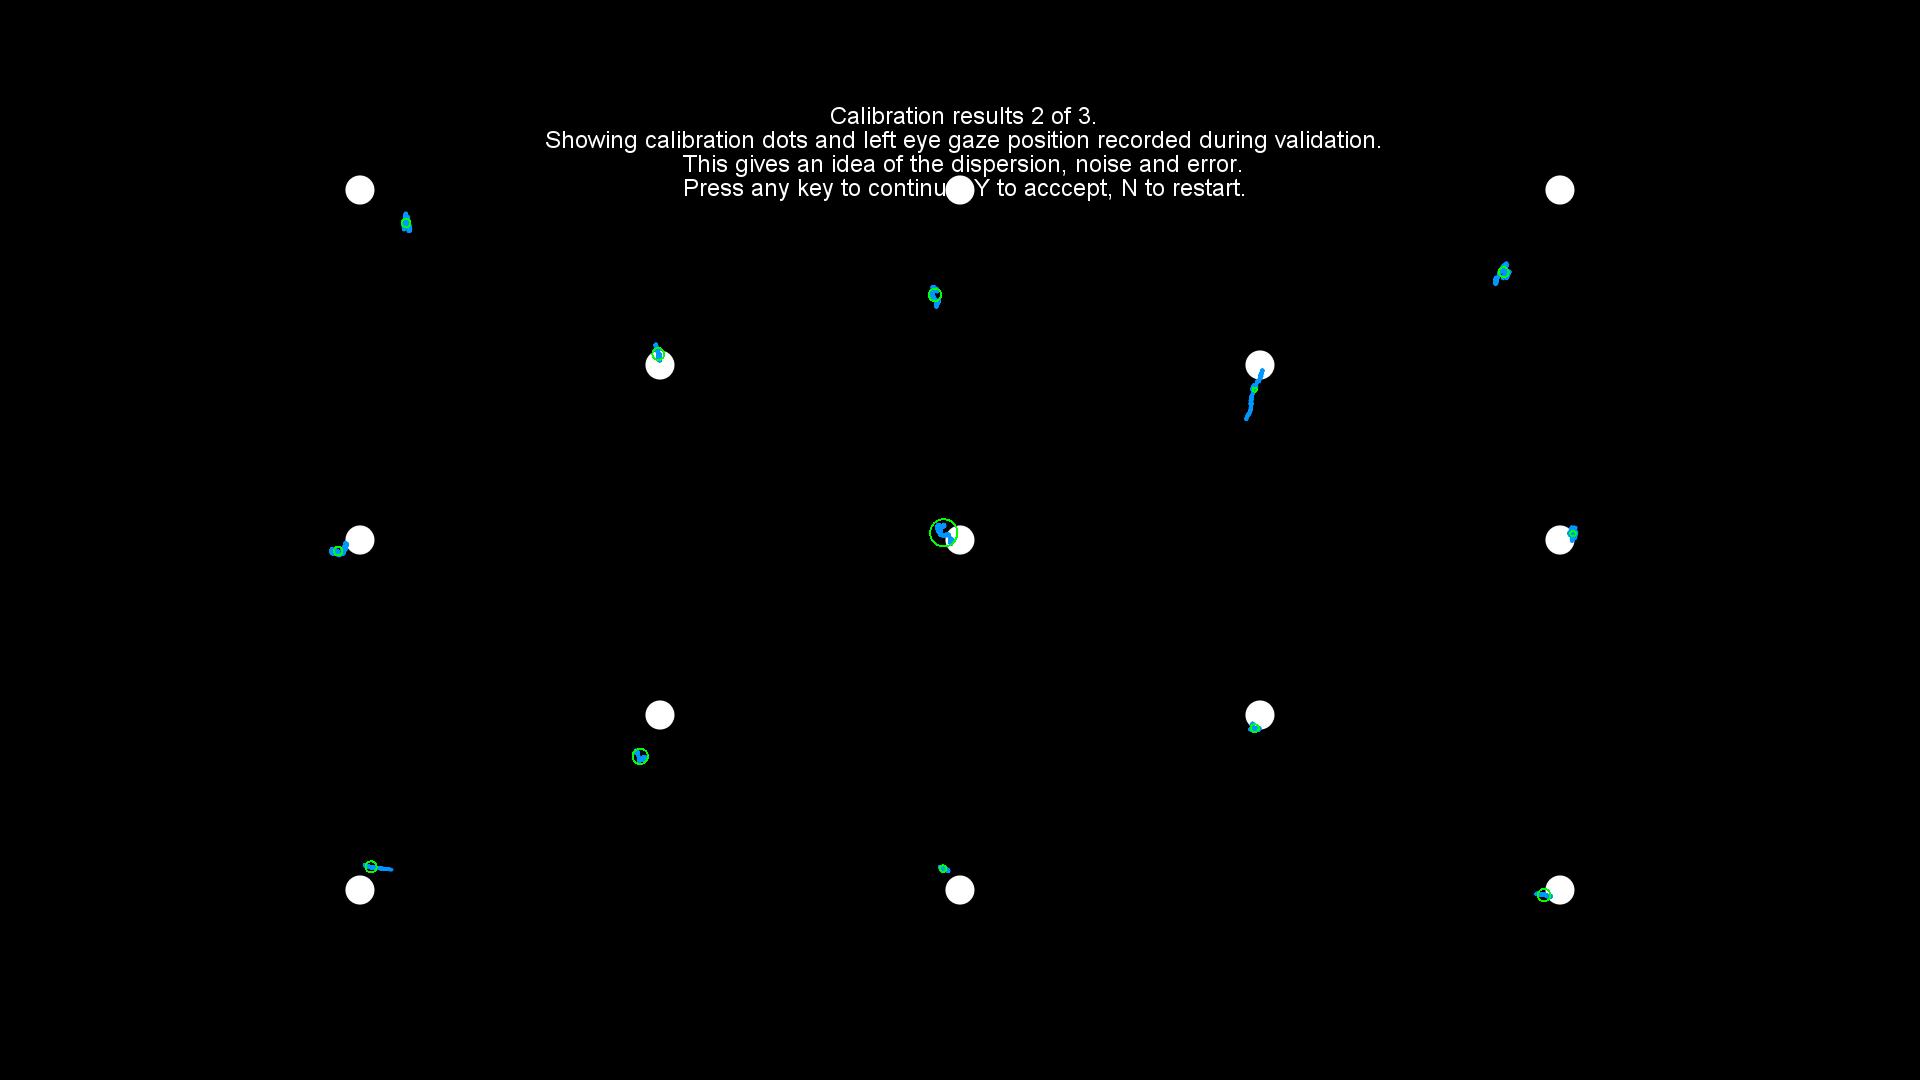 Calibration results 2 of 3.
Showing calibration dots and left eye gaze position recorded during validation.
This gives an idea of the dispersion, noise and error.
Press any key to continu Y to acccept, N to restart.